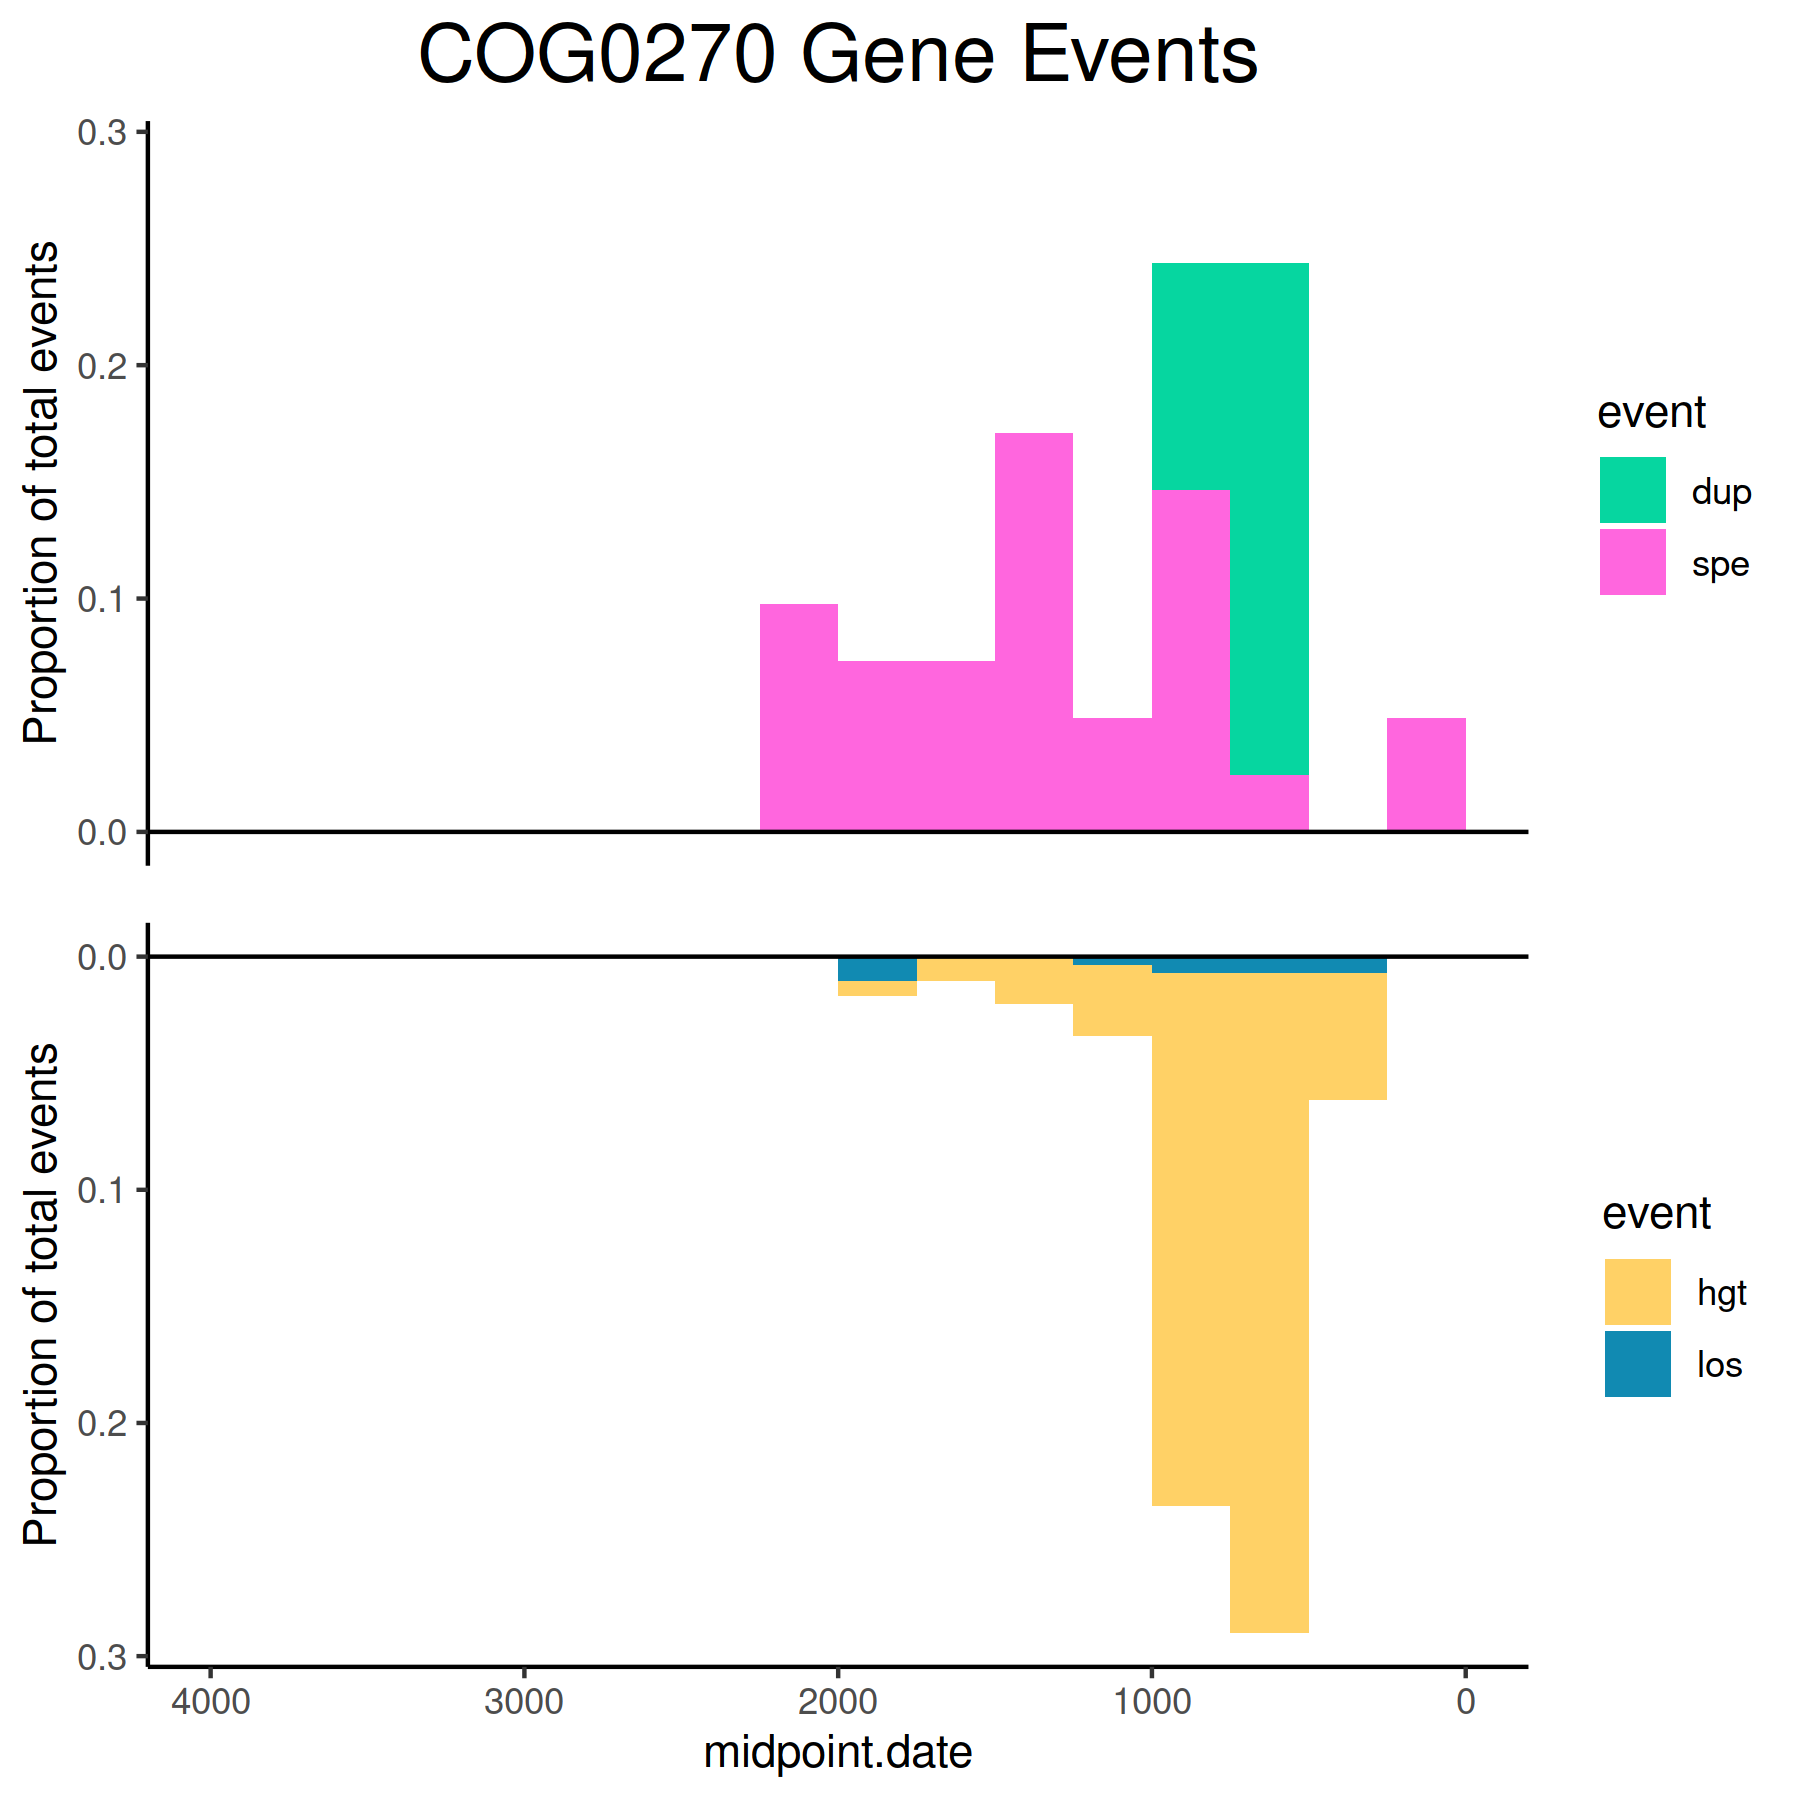 COG0270 Gene Events
0.3
0.2
0.1
0.0
Proportion of total events
event
dup
spe
0.0
0.1
0.2
0.3
Proportion of total events
event
hgt
los
4000 3000 2000 1000 0
midpoint.date